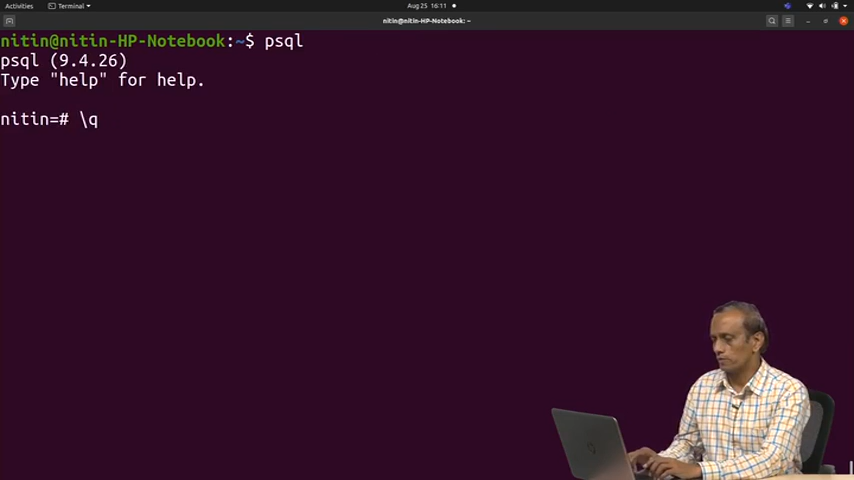 Activities Terminal Aug 25 16:11
nitin@nitin-HP-Notebook: ~
nitin@nitin-HP-Notebook:~$ psql
psql (9.4.26)
Type "help" for help.
nitin=# \q